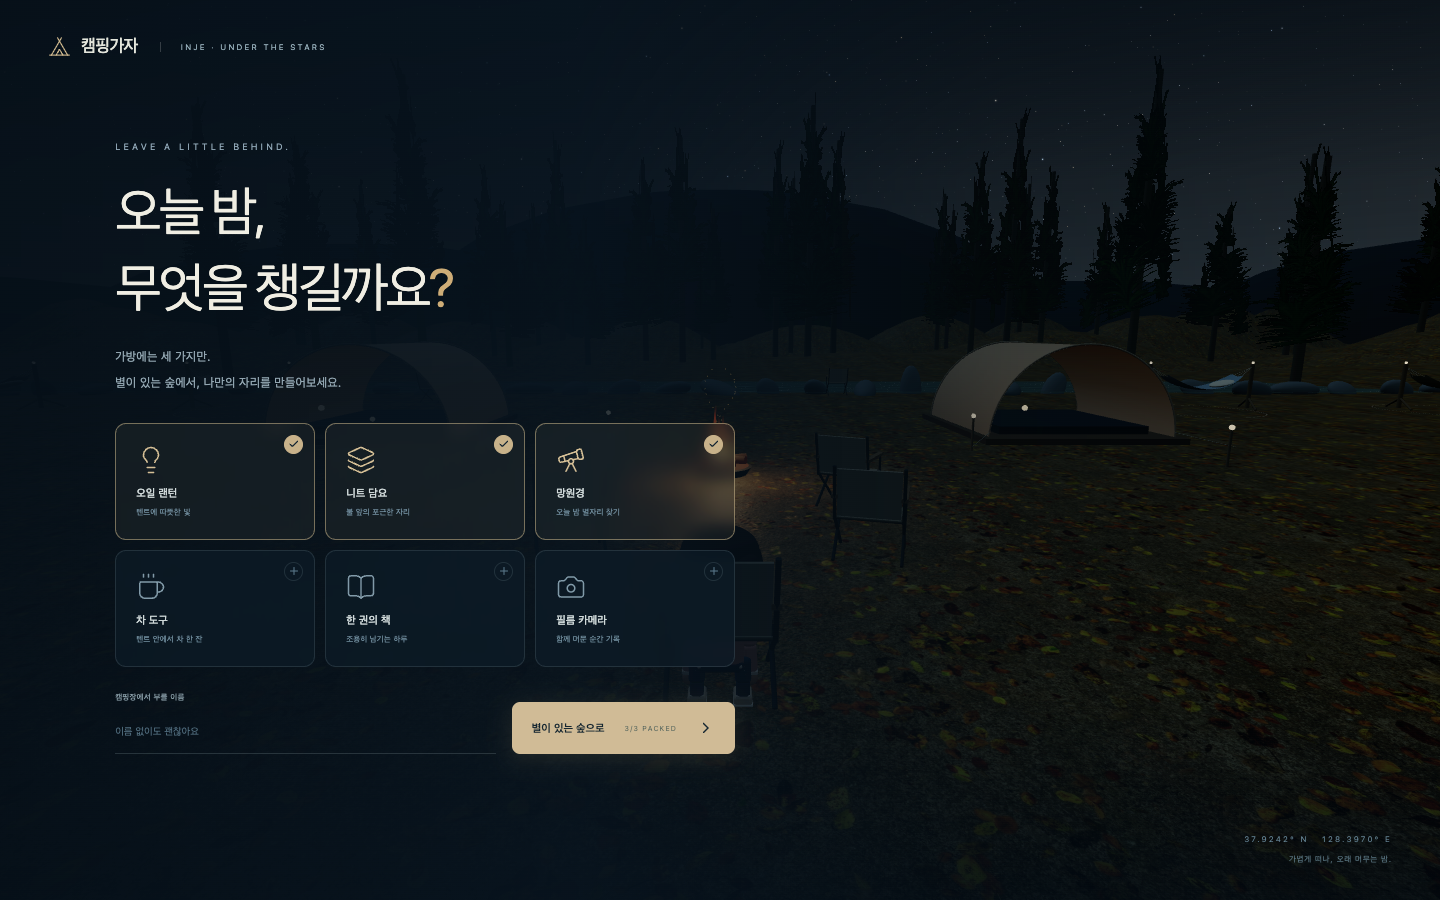 캠핑가자
INJE · UNDER THE STARS
LEAVE A LITTLE BEHIND.
오늘 밤,
무엇을 챙길까요?
가방에는 세 가지만.
별이 있는 숲에서, 나만의 자리를 만들어보세요.
오일 랜턴
텐트에 따뜻한 빛
니트 담요
불 앞의 포근한 자리
망원경
오늘 밤 별자리 찾기
차 도구
텐트 안에서 차 한 잔
한 권의 책
조용히 넘기는 하루
필름 카메라
함께 머문 순간 기록
캠핑장에서 부를 이름
이름 없이도 괜찮아요
별이 있는 숲으로 3/3 PACKED
37.9242° N 128.3970° E
가볍게 떠나, 오래 머무는 밤.